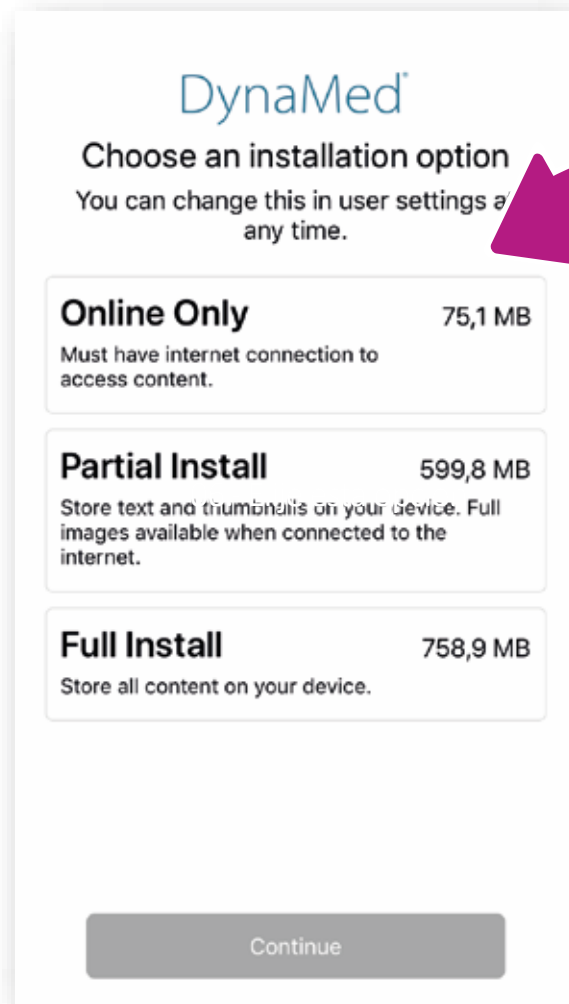 DynaMed
Choose an installation option
You can change this in user settings
any time.
Online Only 75,1 MB
Must have internet connection to
access content.
Partial Install 599,8 MB
Store text and thumbnails on your device. Full
images available when connected to the
internet.
Full Install 758,9 MB
Store all content on your device.
Continue